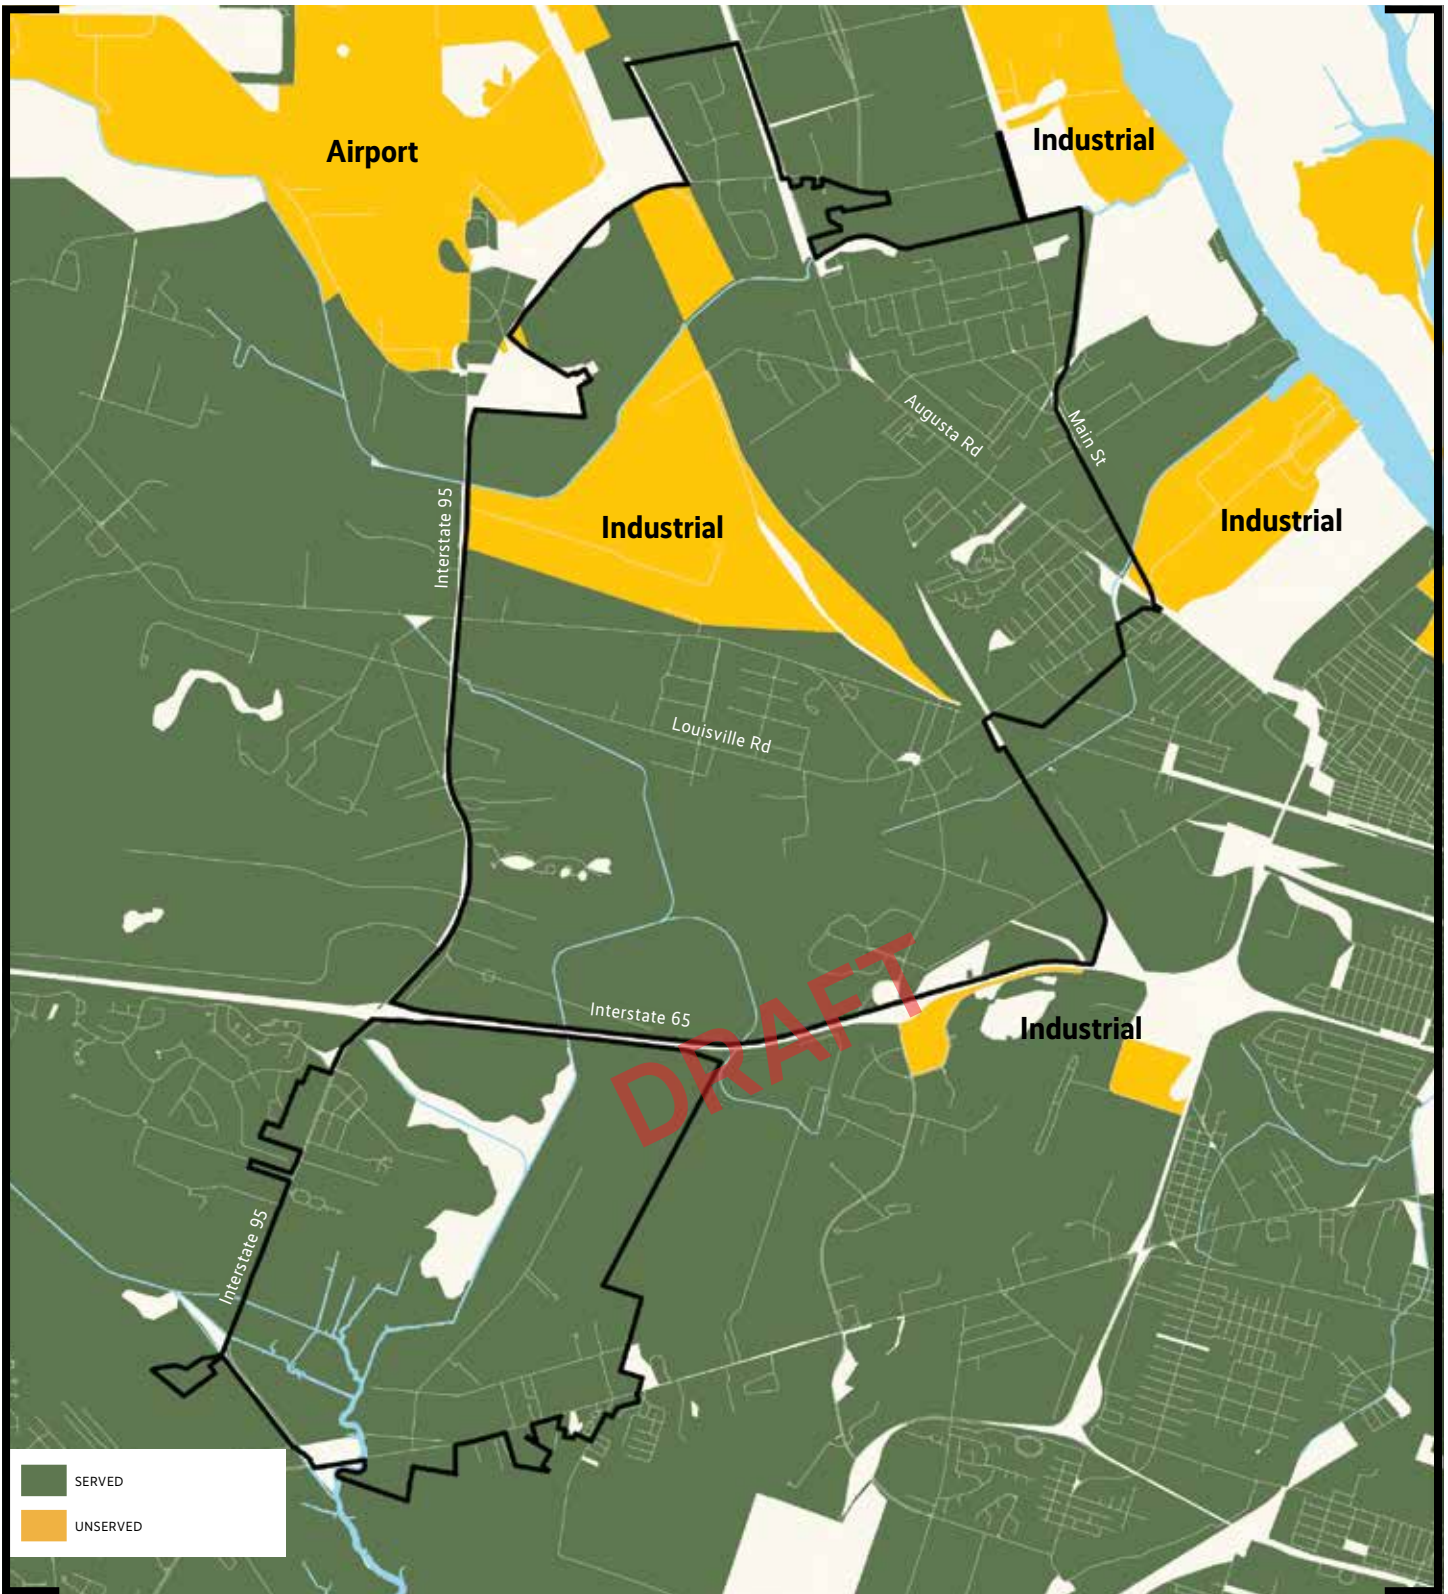 Airport
Industrial
Augusta Rd
Main St
Interstate 95
Industrial
Industrial
Louisville Rd
Interstate 65
Industrial
DRAFT
Interstate 95
SERVED
UNSERVED